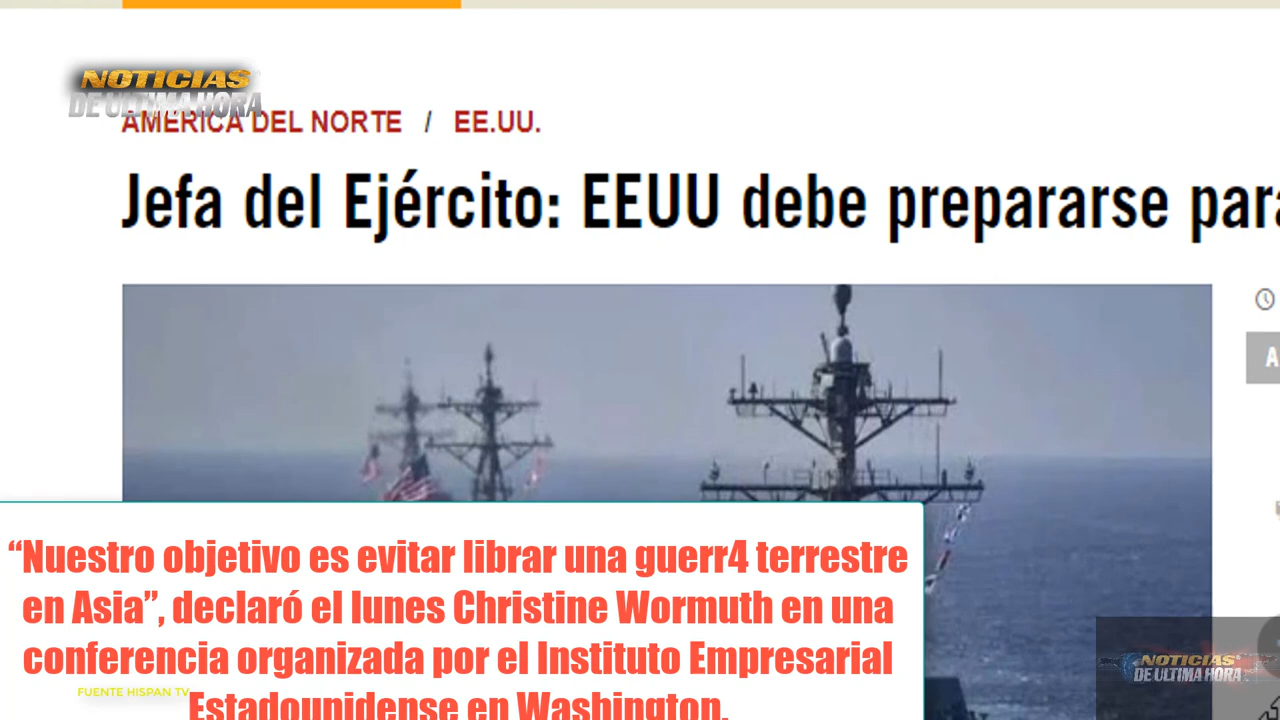 NOTICIAS
DE ULTIMA HORA
AMÉRICA DEL NORTE / EE.UU.
Jefa del Ejército: EEUU debe prepararse para
“Nuestro objetivo es evitar librar una guerr4 terrestre
en Asia”, declaró el lunes Christine Wormuth en una
conferencia organizada por el Instituto Empresarial
Estadounidense en Washington.
FUENTE HISPAN TV
NOTICIAS
DE ULTIMA HORA
A